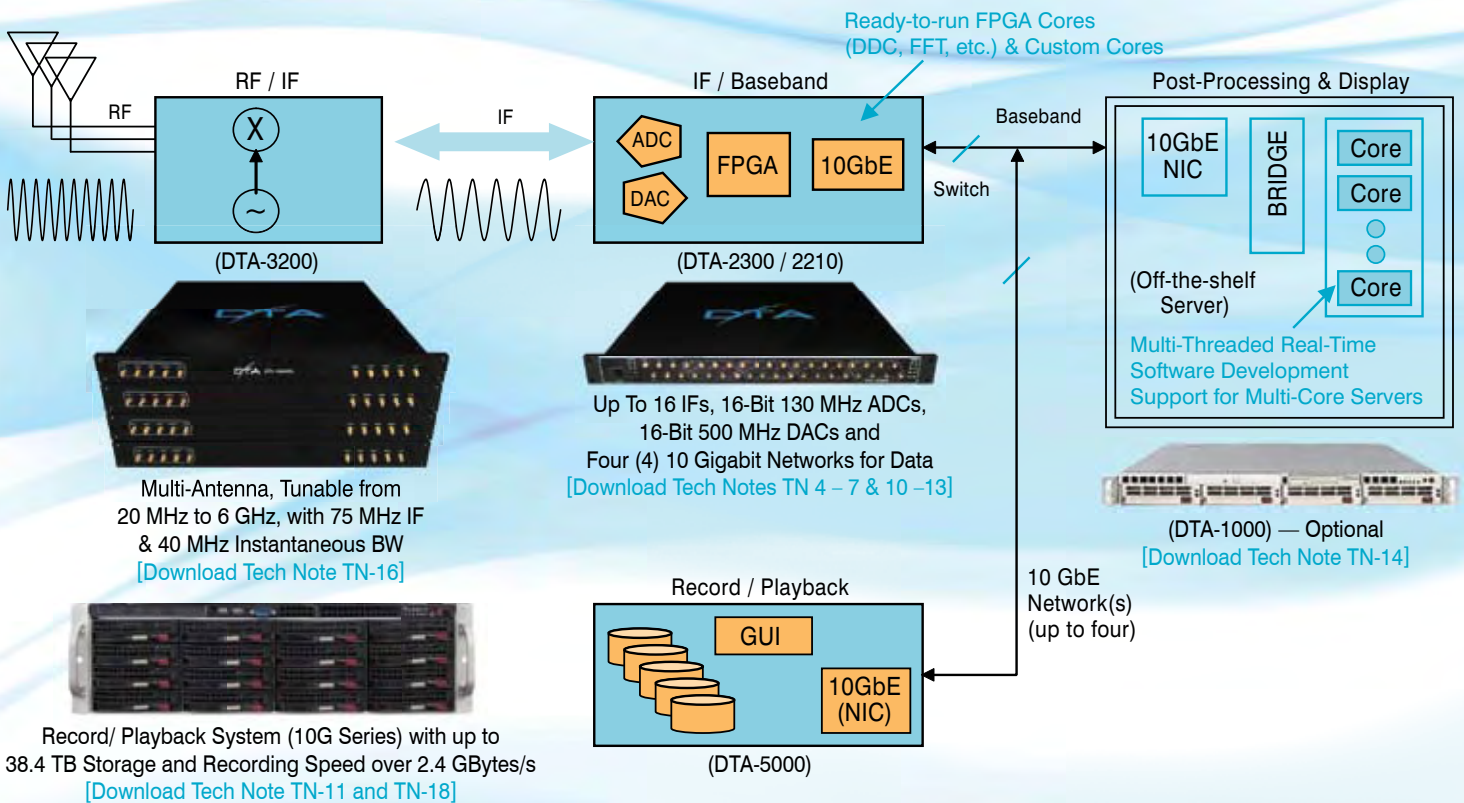 Ready-to-run FPGA Cores
(DDC, FFT, etc.) & Custom Cores
RF / IF
RF
X
~
(DTA-3200)
IF
IF / Baseband
ADC
DAC
FPGA
10GbE
(DTA-2300 / 2210)
Baseband
Switch
Post-Processing & Display
10GbE
NIC
BRIDGE
Core
Core
Core
(Off-the-shelf
Server)
Multi-Threaded Real-Time
Software Development
Support for Multi-Core Servers
DTA
DTA
DTA
Multi-Antenna, Tunable from
20 MHz to 6 GHz, with 75 MHz IF
& 40 MHz Instantaneous BW
[Download Tech Note TN-16]
Up To 16 IFs, 16-Bit 130 MHz ADCs,
16-Bit 500 MHz DACs and
Four (4) 10 Gigabit Networks for Data
[Download Tech Notes TN 4 – 7 & 10 –13]
(DTA-1000) — Optional
[Download Tech Note TN-14]
Record / Playback
GUI
10GbE
(NIC)
(DTA-5000)
10 GbE
Network(s)
(up to four)
Record/ Playback System (10G Series) with up to
38.4 TB Storage and Recording Speed over 2.4 GBytes/s
[Download Tech Note TN-11 and TN-18]